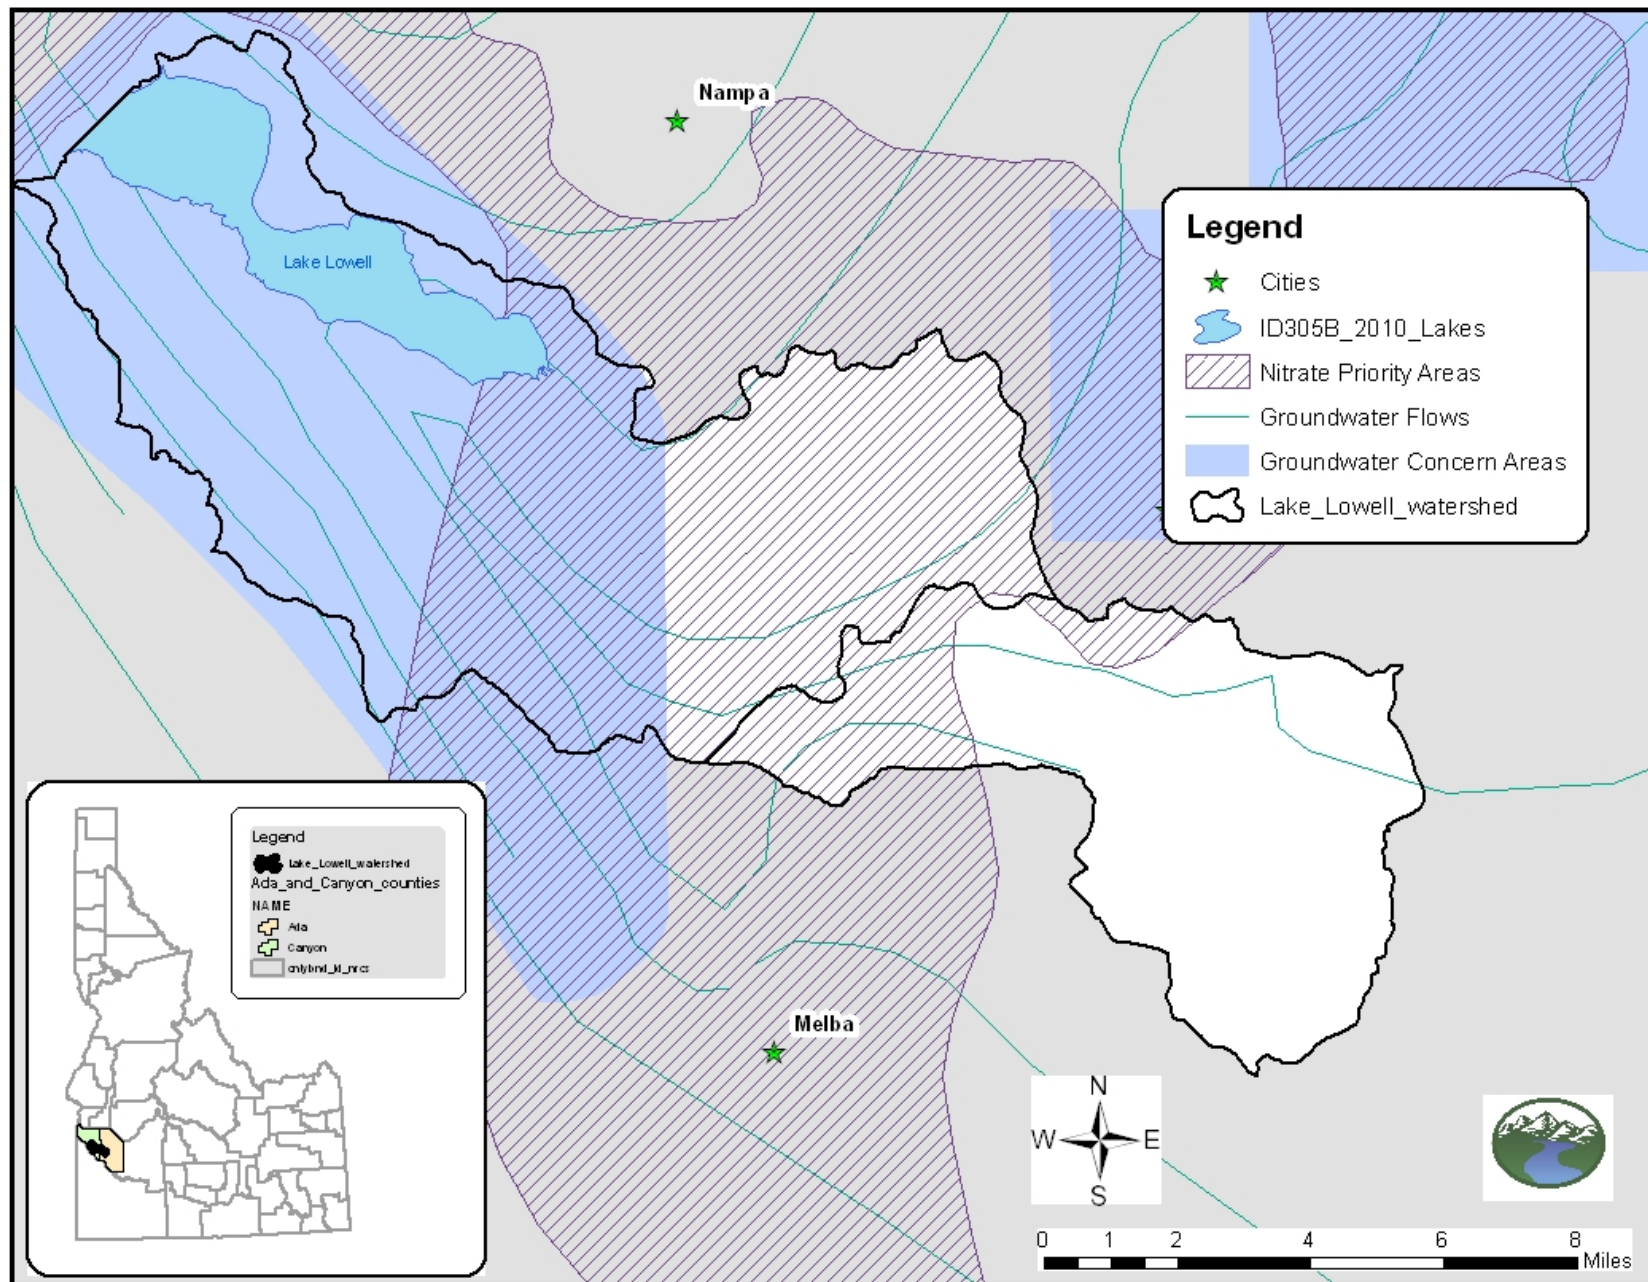 Nampa
Lake Lowell
Legend
Cities
ID305B_2010_Lakes
Nitrate Priority Areas
Groundwater Flows
Groundwater Concern Areas
Lake_Lowell_watershed
Legend
Lake_Lowell_watershed
Ada_and_Canyon_counties
NAME
Ada
Canyon
Melba
N
W E
S
0 1 2 4 6 8
Miles